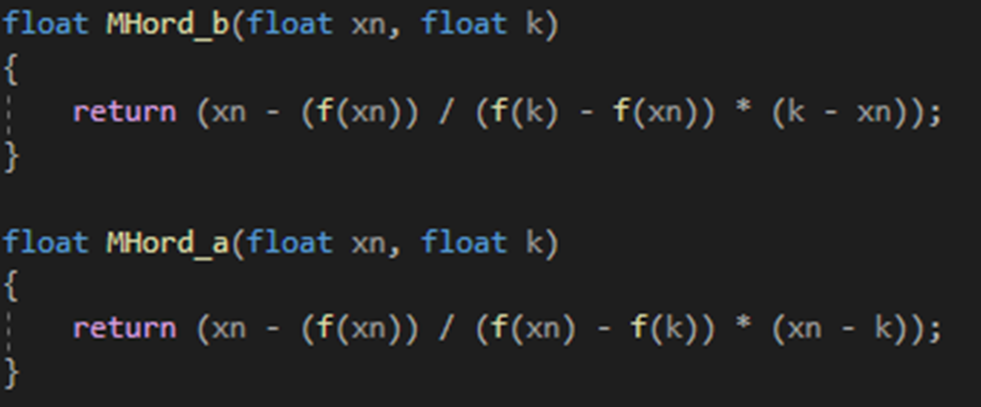 float MHord_b(float xn, float k)
{
    return (xn - (f(xn)) / (f(k) - f(xn)) * (k - xn));
}

float MHord_a(float xn, float k)
{
    return (xn - (f(xn)) / (f(xn) - f(k)) * (xn - k));
}